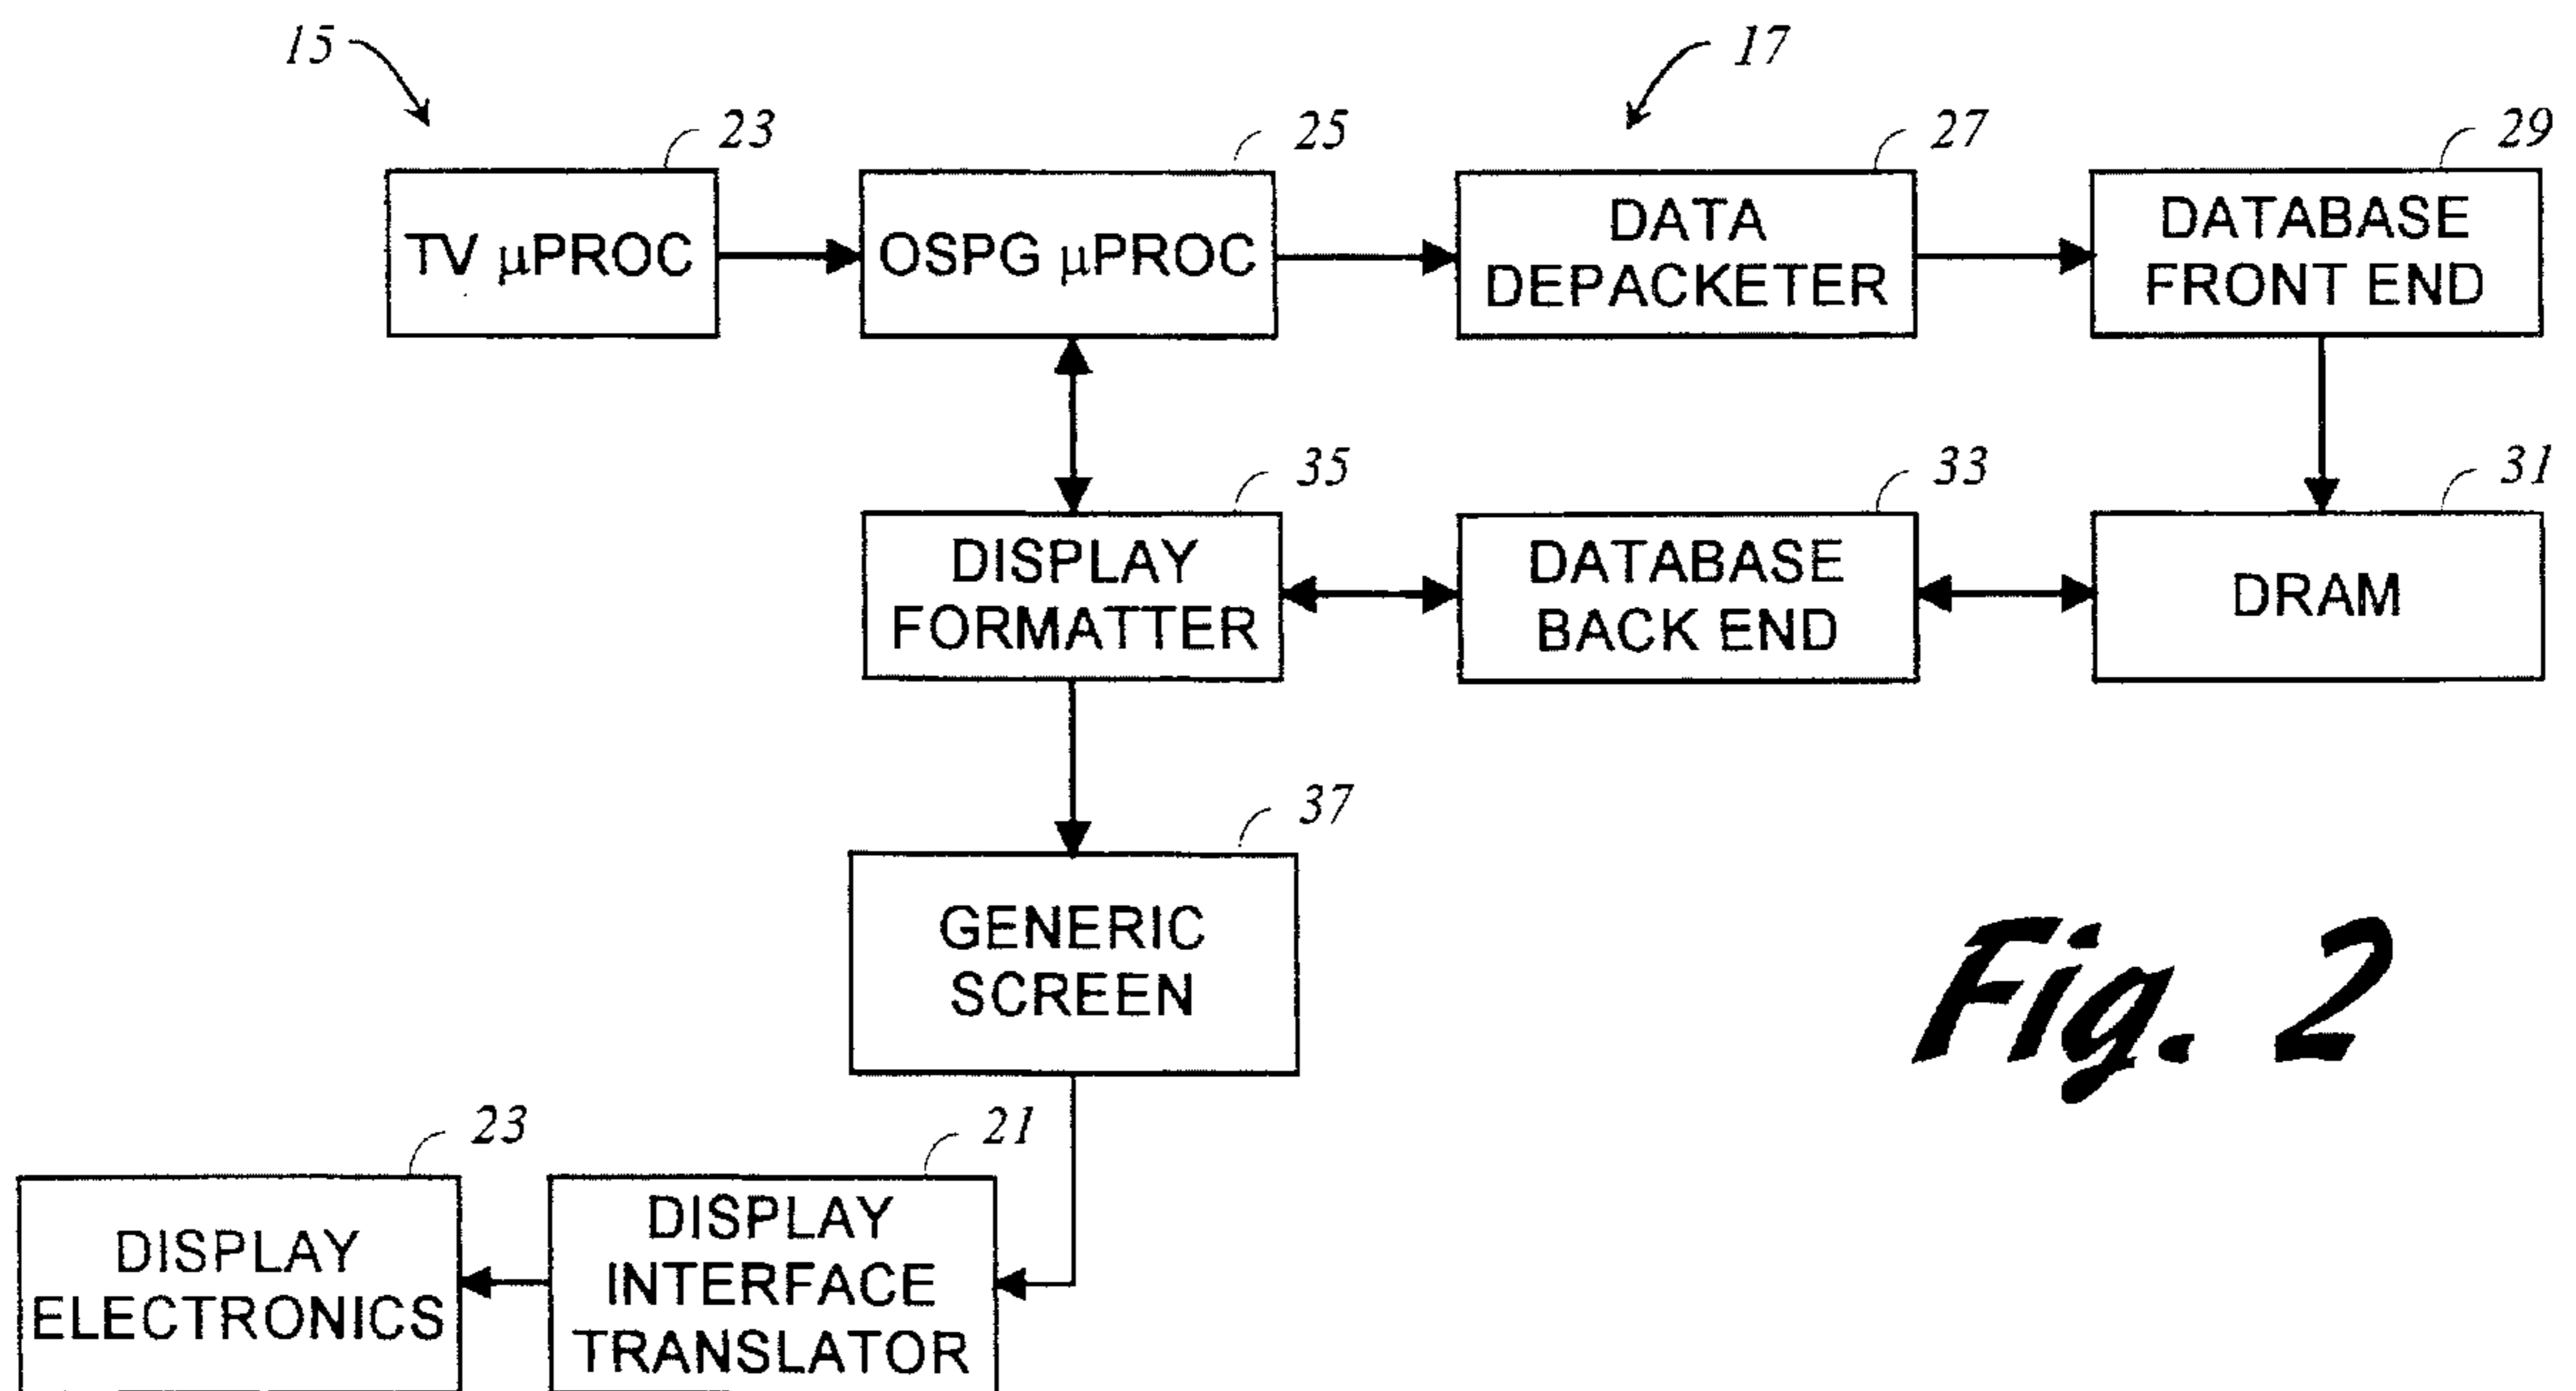 15
17
23
25
27
29
TV µPROC
OSPG µPROC
DATA
DEPACKETER
DATABASE
FRONT END
35
33
31
DISPLAY
FORMATTER
DATABASE
BACK END
DRAM
37
GENERIC
SCREEN
Fig. 2
23
21
DISPLAY
ELECTRONICS
DISPLAY
INTERFACE
TRANSLATOR